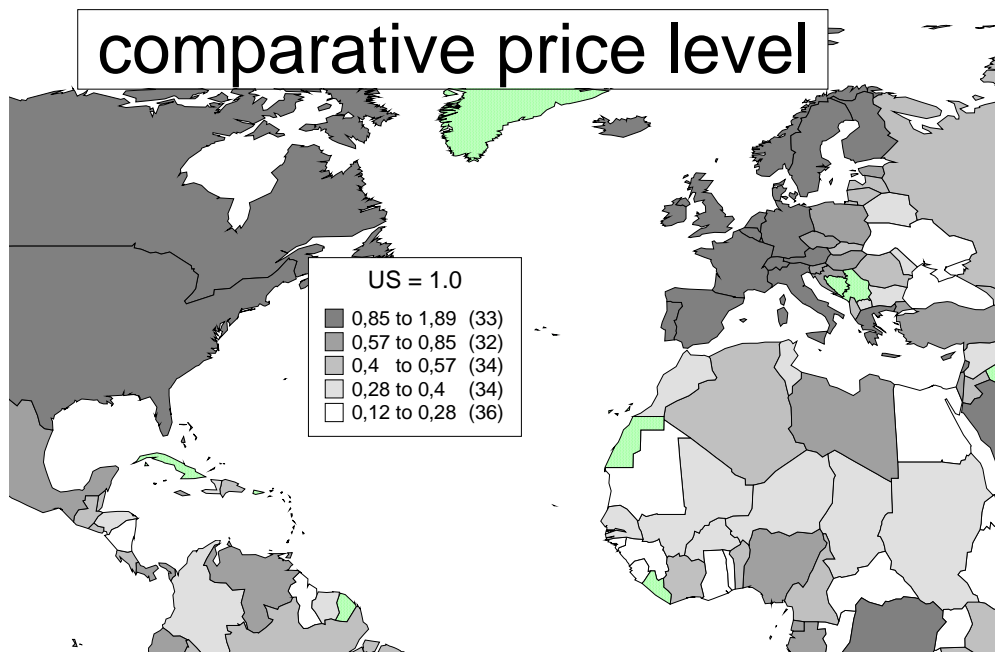 comparative price level
US = 1.0
0,85 to 1,89 (33)
0,57 to 0,85 (32)
0,4 to 0,57 (34)
0,28 to 0,4 (34)
0,12 to 0,28 (36)